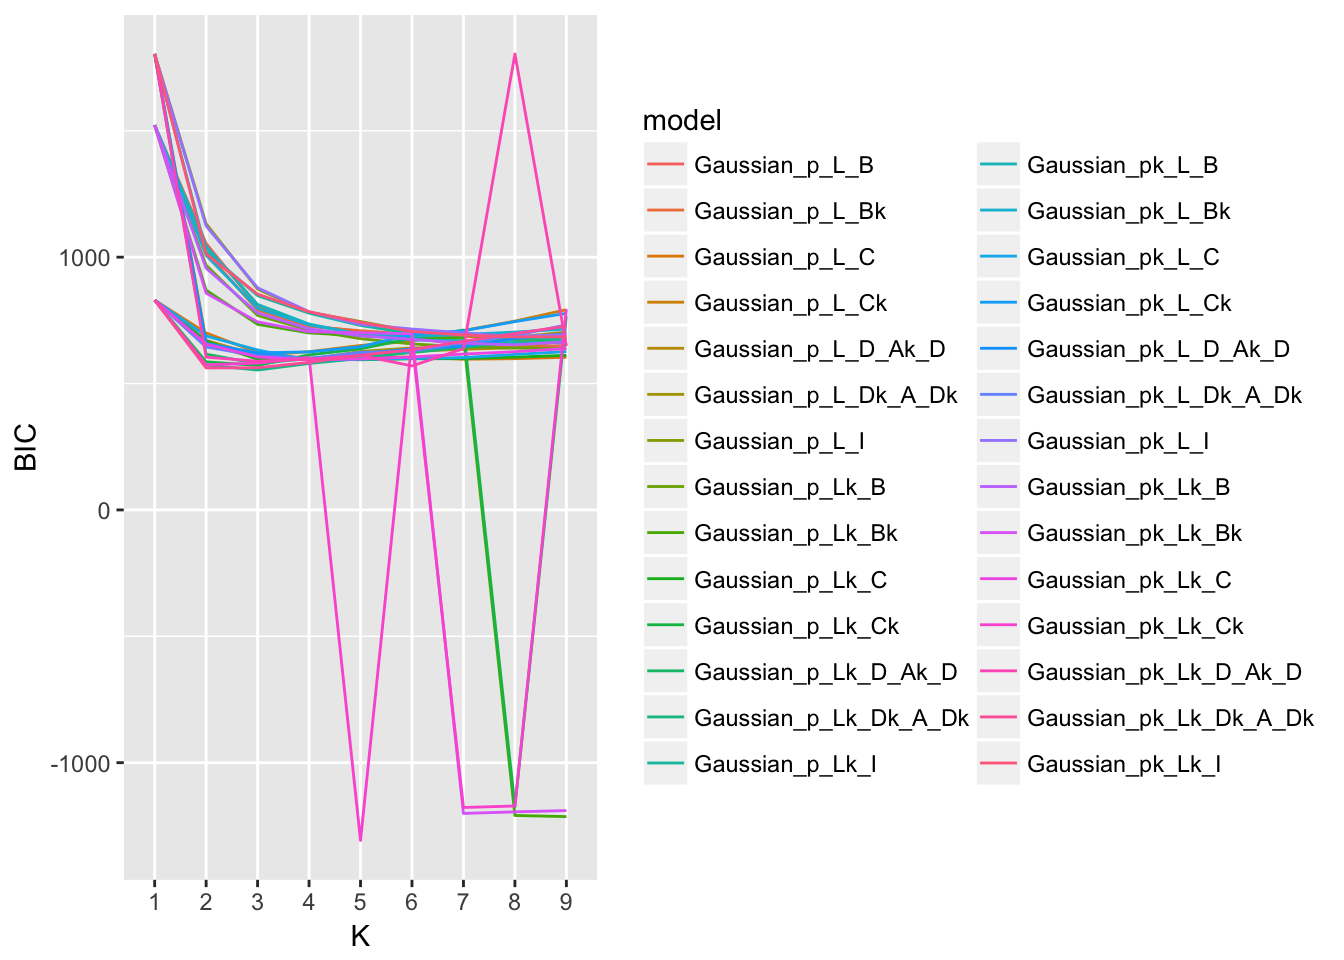 BIC
1000
0
-1000
1 2 3 4 5 6 7 8 9
K
model
Gaussian_p_L_B
Gaussian_p_L_Bk
Gaussian_p_L_C
Gaussian_p_L_Ck
Gaussian_p_L_D_Ak_D
Gaussian_p_L_Dk_A_Dk
Gaussian_p_L_I
Gaussian_p_Lk_B
Gaussian_p_Lk_Bk
Gaussian_p_Lk_C
Gaussian_p_Lk_Ck
Gaussian_p_Lk_D_Ak_D
Gaussian_p_Lk_Dk_A_Dk
Gaussian_p_Lk_I
Gaussian_pk_L_B
Gaussian_pk_L_Bk
Gaussian_pk_L_C
Gaussian_pk_L_Ck
Gaussian_pk_L_D_Ak_D
Gaussian_pk_L_Dk_A_Dk
Gaussian_pk_L_I
Gaussian_pk_Lk_B
Gaussian_pk_Lk_Bk
Gaussian_pk_Lk_C
Gaussian_pk_Lk_Ck
Gaussian_pk_Lk_D_Ak_D
Gaussian_pk_Lk_Dk_A_Dk
Gaussian_pk_Lk_I